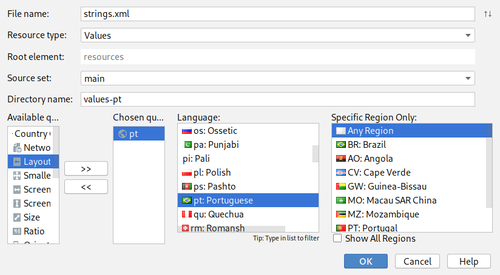 File name: strings.xml
Resource type: Values
Root element: resources
Source set: main
Directory name: values-pt
Available q... Chosen qu... Language: Specific Region Only:
Country
Netwo
Layout
Smalle
Screen
Screen
Size
Ratio
>>
<<
pt
os: Ossetic
pa: Punjabi
pi: Pali
pl: Polish
ps: Pashto
pt: Portuguese
qu: Quechua
rm: Romansh
Tip: Type in list to filter
Any Region
BR: Brazil
AO: Angola
CV: Cape Verde
GW: Guinea-Bissau
MO: Macau SAR China
MZ: Mozambique
PT: Portugal
Show All Regions
OK Cancel Help